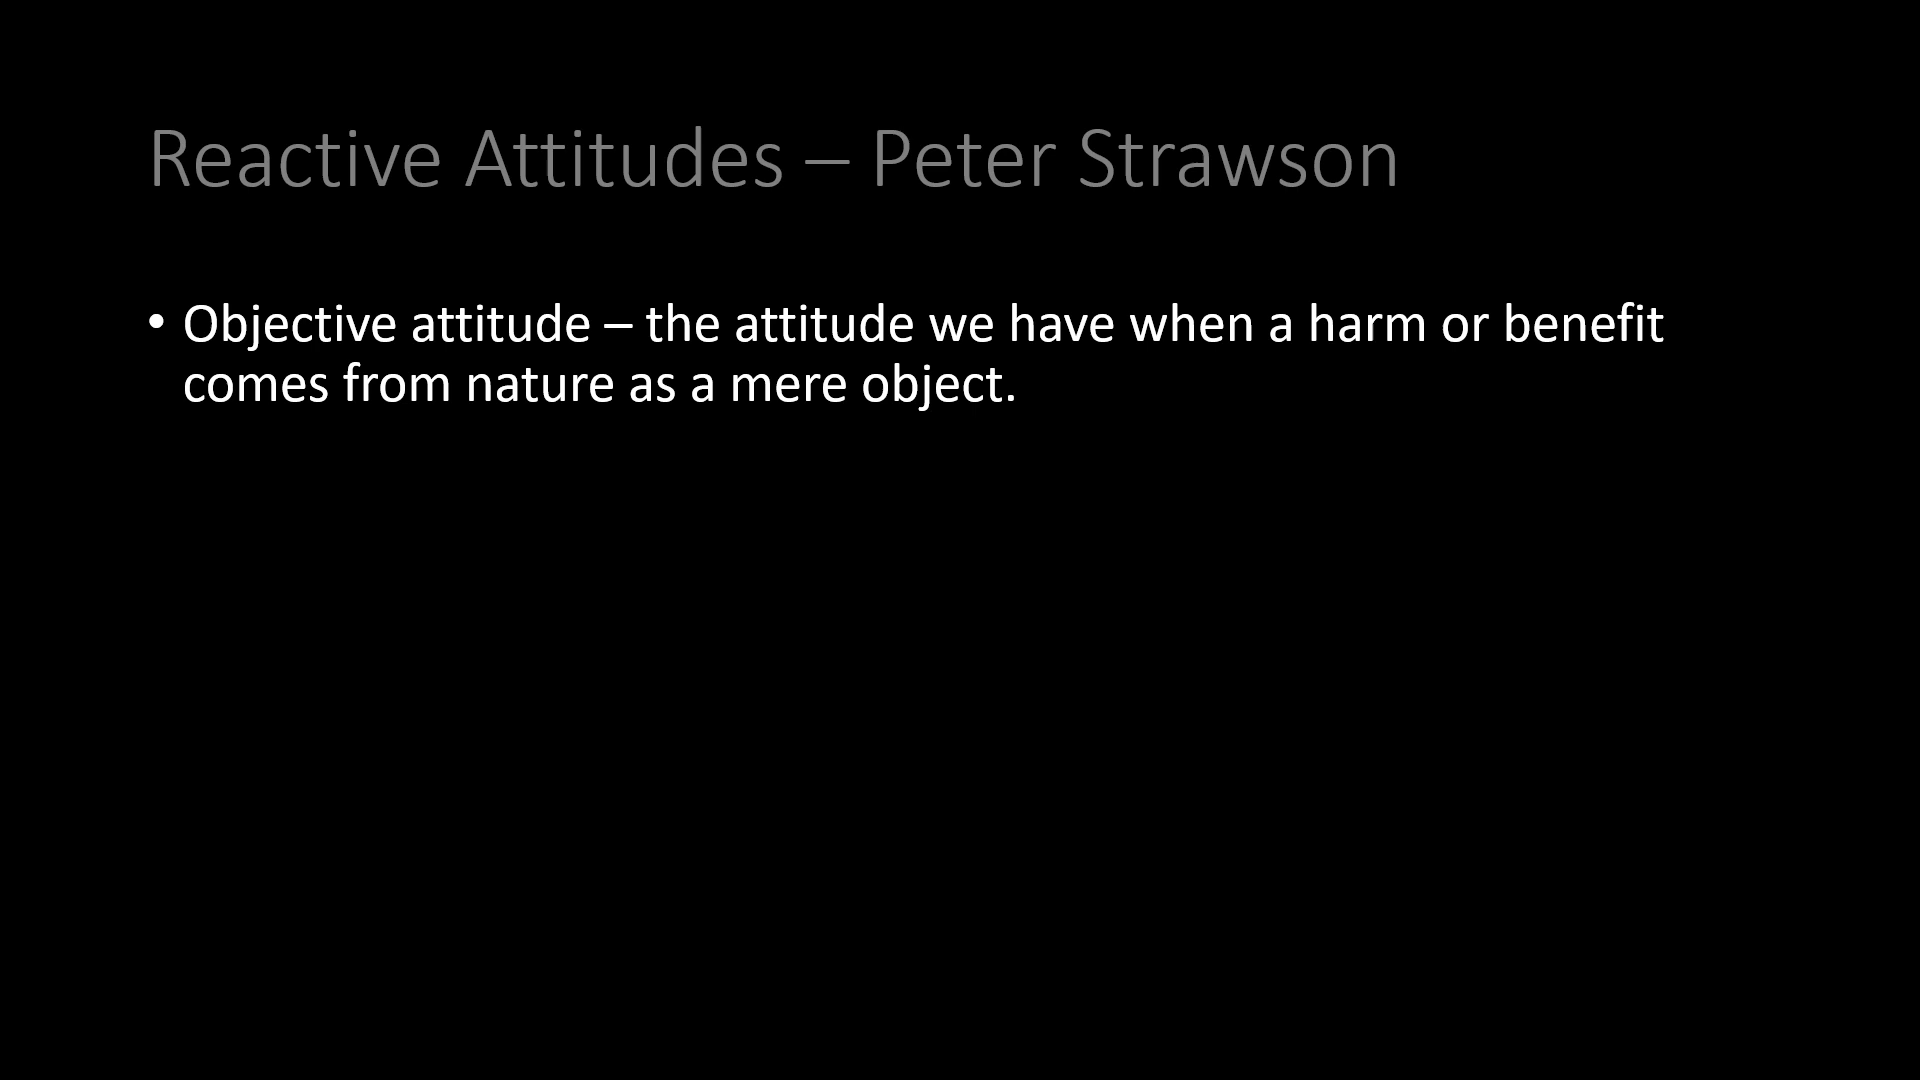 Reactive Attitudes – Peter Strawson
• Objective attitude – the attitude we have when a harm or benefit
comes from nature as a mere object.